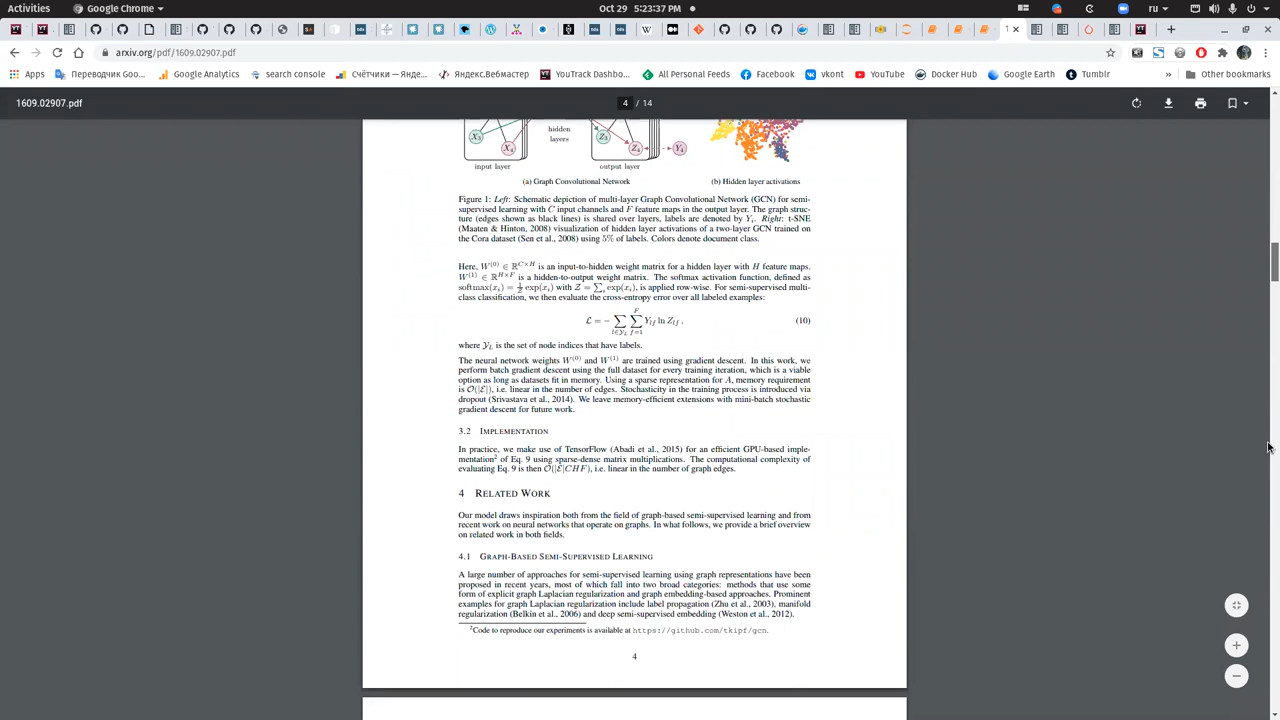 Activities
Google Chrome
Oct 29 5:23:37 PM
ru
1
arxiv.org/pdf/1609.02907.pdf
Apps
Переводчик Goo...
Google Analytics
search console
Счётчики — Янде...
Яндекс.Вебмастер
YouTrack Dashbo...
All Personal Feeds
Facebook
vkont
YouTube
Docker Hub
Google Earth
Tumblr
»
Other bookmarks
1609.02907.pdf
4 / 14
X3
X4
hidden
layers
Z3
Z4
Y4
input layer
output layer
(a) Graph Convolutional Network
(b) Hidden layer activations
Figure 1: Left: Schematic depiction of multi-layer Graph Convolutional Network (GCN) for semi-
supervised learning with C input channels and F feature maps in the output layer. The graph struc-
ture (edges shown as black lines) is shared over layers, labels are denoted by Yi. Right: t-SNE
(Maaten & Hinton, 2008) visualization of hidden layer activations of a two-layer GCN trained on
the Cora dataset (Sen et al., 2008) using 5% of labels. Colors denote document class.
Here, W(0) ∈ ℝC×H is an input-to-hidden weight matrix for a hidden layer with H feature maps.
W(1) ∈ ℝH×F is a hidden-to-output weight matrix. The softmax activation function, defined as
softmax(xi) = 1/Z exp(xi) with Z = ∑i exp(xi), is applied row-wise. For semi-supervised multi-
class classification, we then evaluate the cross-entropy error over all labeled examples:
L = − ∑l∈YL ∑Ff=1 Ylf ln Zlf , (10)
where YL is the set of node indices that have labels.
The neural network weights W(0) and W(1) are trained using gradient descent. In this work, we
perform batch gradient descent using the full dataset for every training iteration, which is a viable
option as long as datasets fit in memory. Using a sparse representation for A, memory requirement
is O(|E|), i.e. linear in the number of edges. Stochasticity in the training process is introduced via
dropout (Srivastava et al., 2014). We leave memory-efficient extensions with mini-batch stochastic
gradient descent for future work.
3.2 Implementation
In practice, we make use of TensorFlow (Abadi et al., 2015) for an efficient GPU-based imple-
mentation2 of Eq. 9 using sparse-dense matrix multiplications. The computational complexity of
evaluating Eq. 9 is then O(|E|CHF), i.e. linear in the number of graph edges.
4 Related Work
Our model draws inspiration both from the field of graph-based semi-supervised learning and from
recent work on neural networks that operate on graphs. In what follows, we provide a brief overview
on related work in both fields.
4.1 Graph-Based Semi-Supervised Learning
A large number of approaches for semi-supervised learning using graph representations have been
proposed in recent years, most of which fall into two broad categories: methods that use some
form of explicit graph Laplacian regularization and graph embedding-based approaches. Prominent
examples for graph Laplacian regularization include label propagation (Zhu et al., 2003), manifold
regularization (Belkin et al., 2006) and deep semi-supervised embedding (Weston et al., 2012).
2Code to reproduce our experiments is available at https://github.com/tkipf/gcn.
4